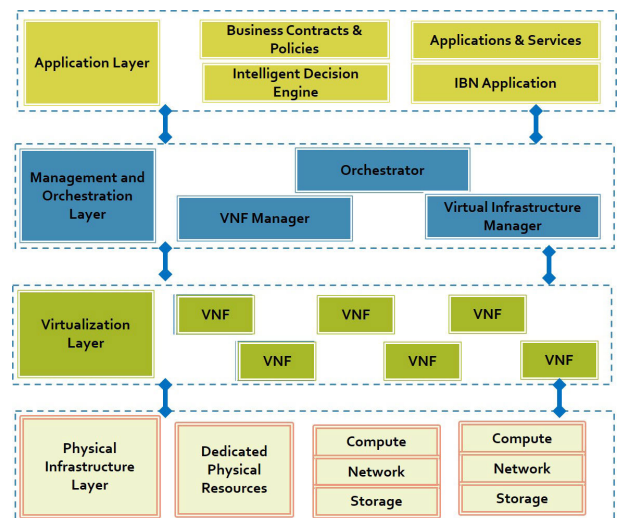 Application Layer
Business Contracts &
Policies
Applications & Services
Intelligent Decision
Engine
IBN Application
Management and
Orchestration
Layer
Orchestrator
VNF Manager
Virtual Infrastructure
Manager
Virtualization
Layer
VNF
VNF
VNF
VNF
VNF
VNF
Physical
Infrastructure
Layer
Dedicated
Physical
Resources
Compute
Network
Storage
Compute
Network
Storage